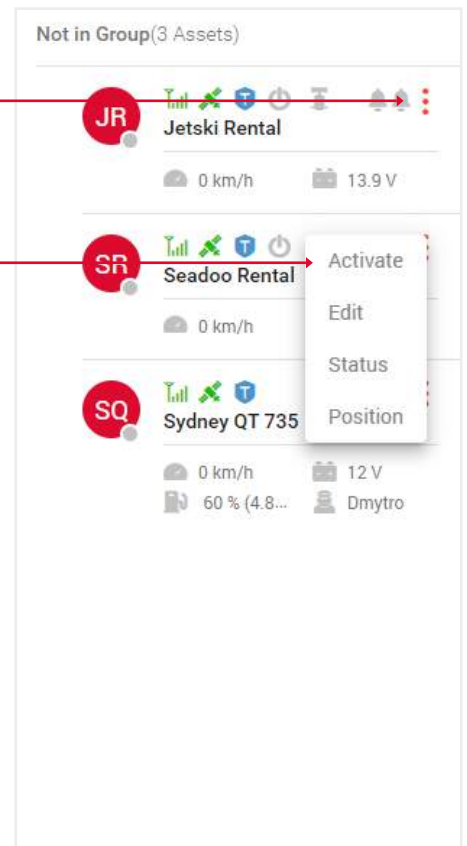 Not in Group(3 Assets)
JR
Jetski Rental
0 km/h 13.9 V
SR
Seadoo Rental
0 km/h
Activate
Edit
Status
Position
SQ
Sydney QT 735
0 km/h 12 V
60 % (4.8... Dmytro